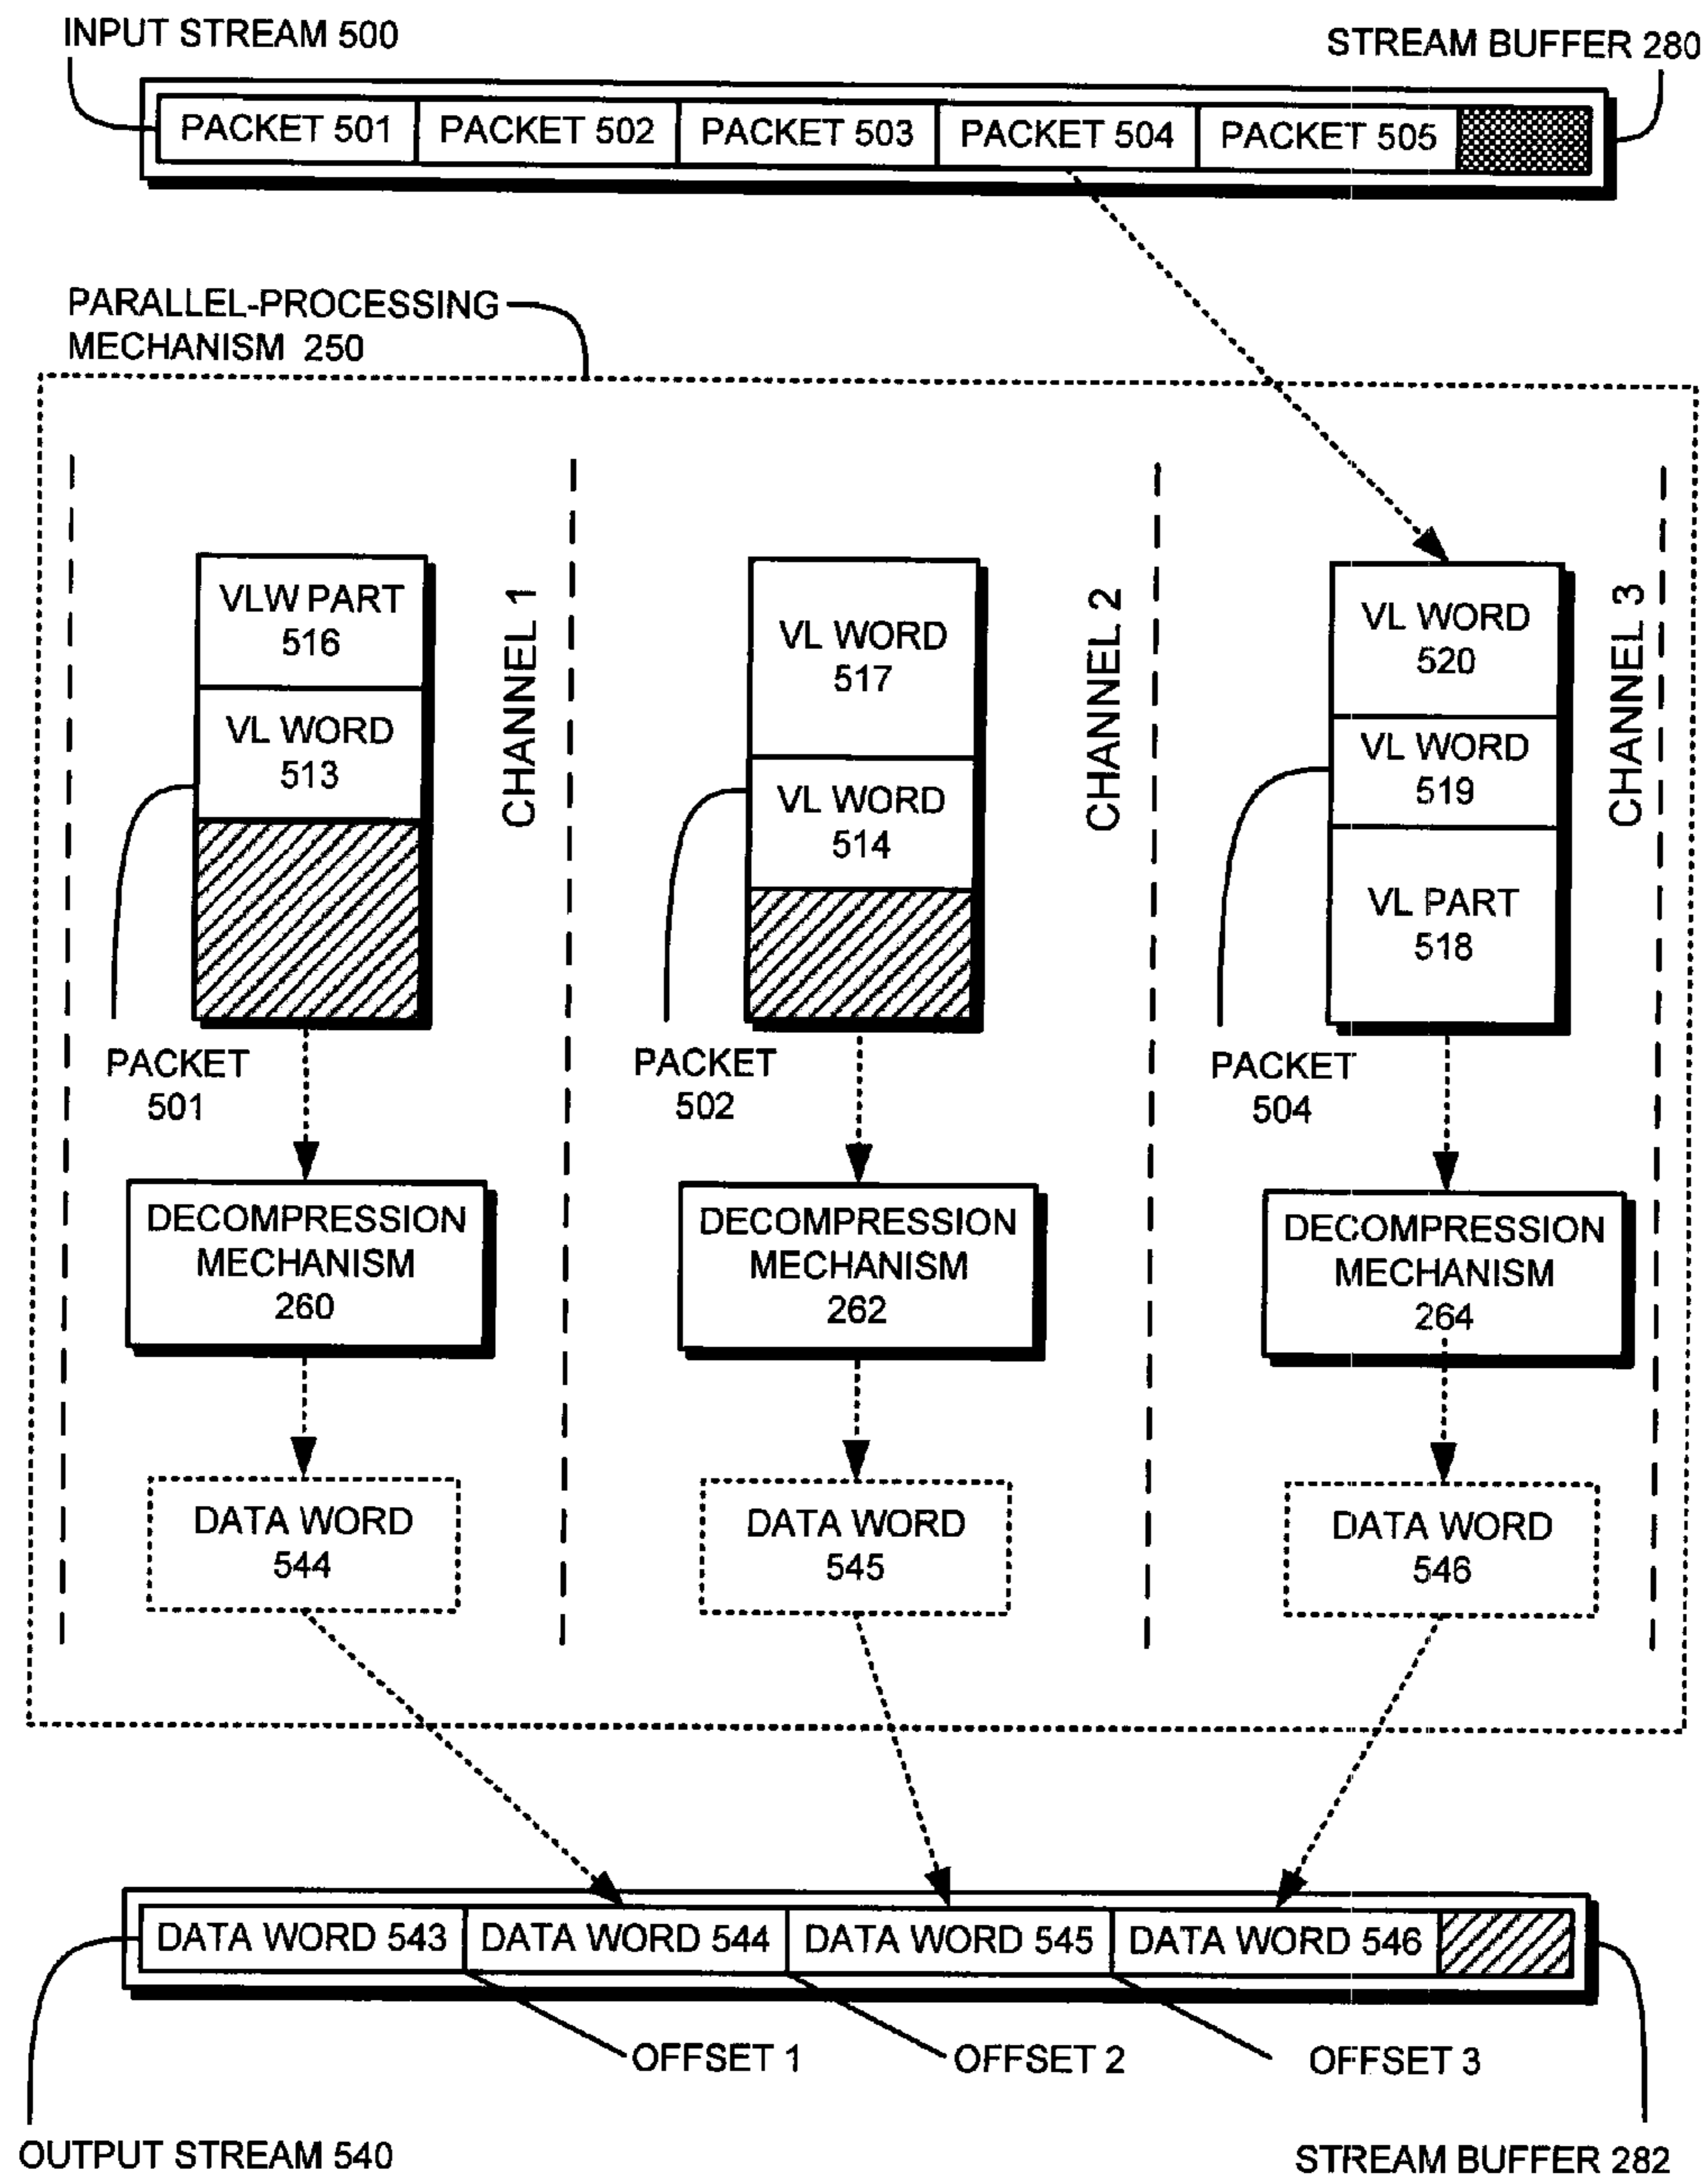 INPUT STREAM 500
STREAM BUFFER 280
PACKET 501
PACKET 502
PACKET 503
PACKET 504
PACKET 505
PARALLEL-PROCESSING
MECHANISM 250
VLW PART
516
VL WORD
513
CHANNEL 1
VL WORD
517
VL WORD
514
CHANNEL 2
VL WORD
520
VL WORD
519
VL PART
518
CHANNEL 3
PACKET
501
PACKET
502
PACKET
504
DECOMPRESSION
MECHANISM
260
DECOMPRESSION
MECHANISM
262
DECOMPRESSION
MECHANISM
264
DATA WORD
544
DATA WORD
545
DATA WORD
546
DATA WORD 543
DATA WORD 544
DATA WORD 545
DATA WORD 546
OFFSET 1
OFFSET 2
OFFSET 3
OUTPUT STREAM 540
STREAM BUFFER 282